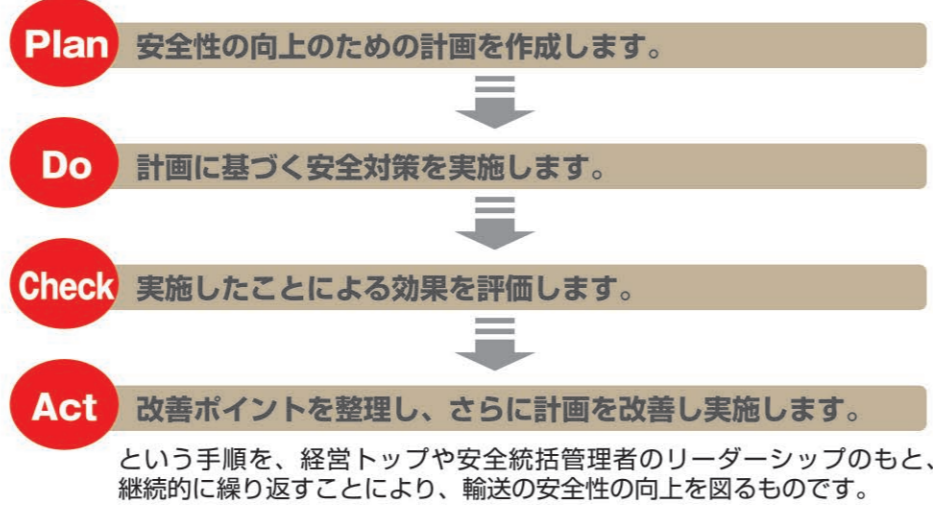 Plan 安全性の向上のための計画を作成します。
Do 計画に基づく安全対策を実施します。
Check 実施したことによる効果を評価します。
Act 改善ポイントを整理し、さらに計画を改善し実施します。
という手順を、経営トップや安全統括管理者のリーダーシップのもと、
継続的に繰り返すことにより、輸送の安全性の向上を図るものです。